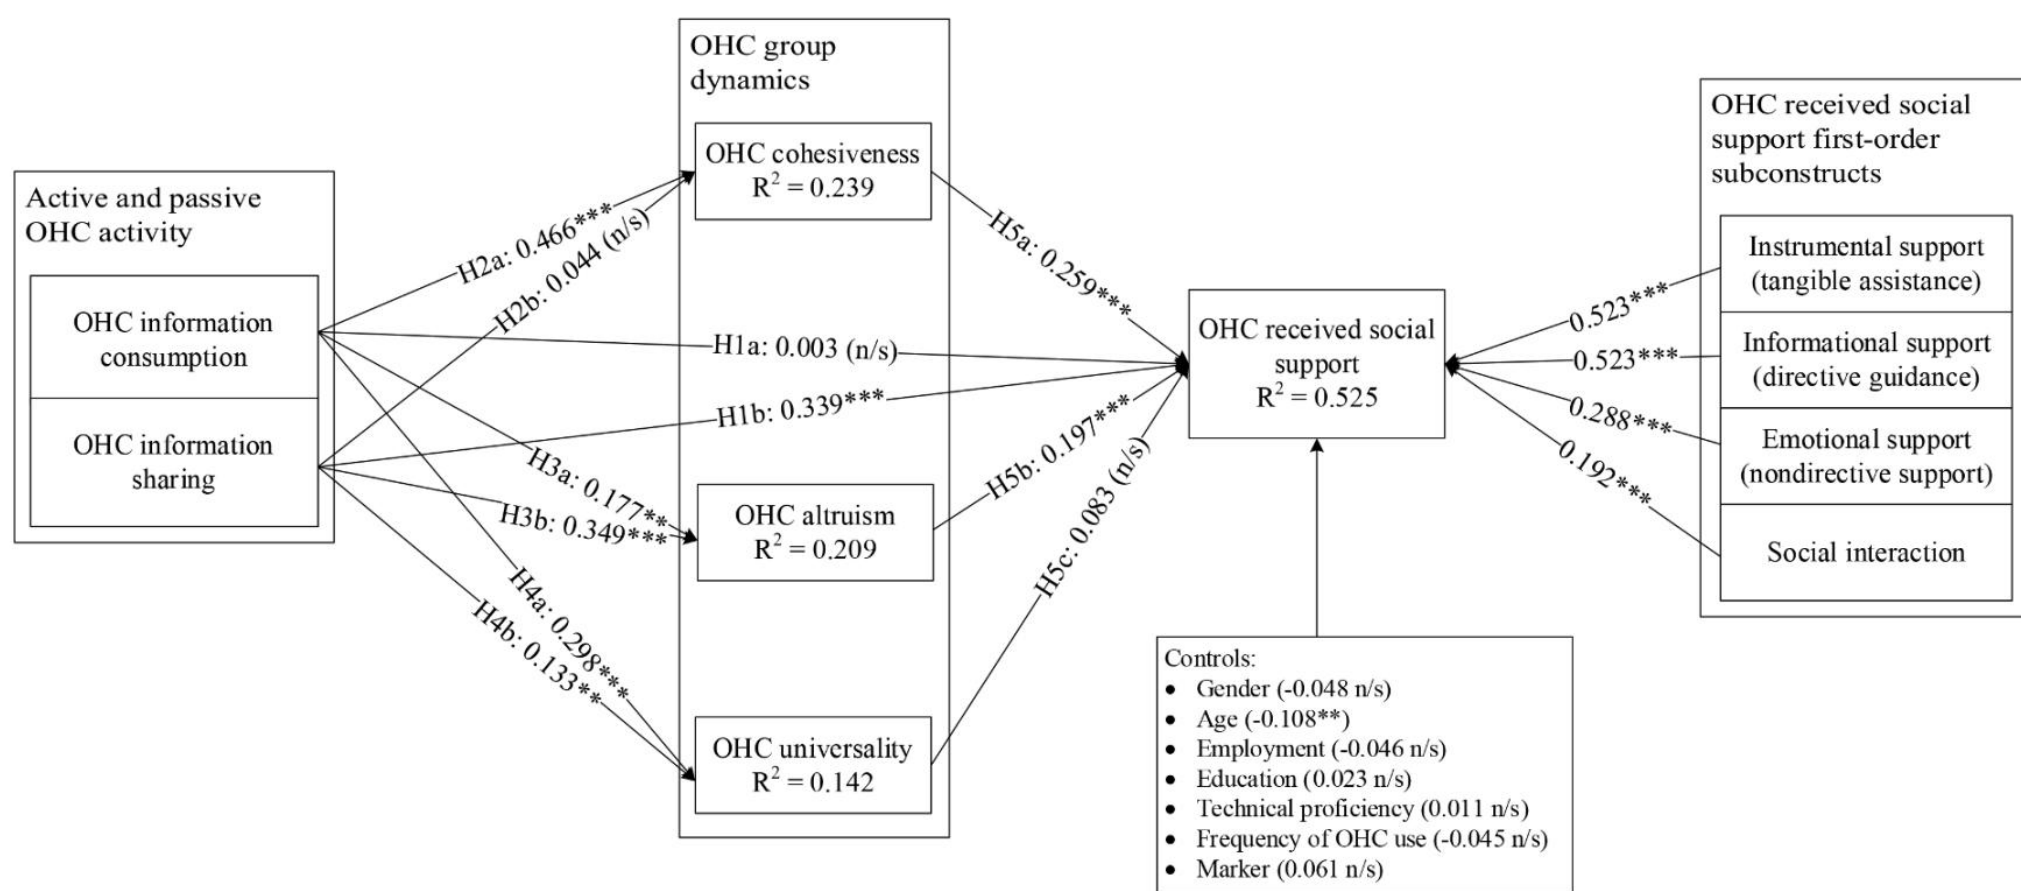 Active and passive
OHC activity
OHC information
consumption
OHC information
sharing
H2a: 0.466***
H2b: 0.044 (n/s)
H1a: 0.003 (n/s)
H1b: 0.339***
H3a: 0.177**
H3b: 0.349***
H4a: 0.298***
H4b: 0.133**
OHC group
dynamics
OHC cohesiveness
R² = 0.239
OHC altruism
R² = 0.209
OHC universality
R² = 0.142
H5a: 0.259***
H5b: 0.197***
H5c: 0.083 (n/s)
OHC received social
support
R² = 0.525
Controls:
• Gender (-0.048 n/s)
• Age (-0.108**)
• Employment (-0.046 n/s)
• Education (0.023 n/s)
• Technical proficiency (0.011 n/s)
• Frequency of OHC use (-0.045 n/s)
• Marker (0.061 n/s)
0.523***
0.523***
0.288***
0.192***
OHC received social
support first-order
subconstructs
Instrumental support
(tangible assistance)
Informational support
(directive guidance)
Emotional support
(nondirective support)
Social interaction